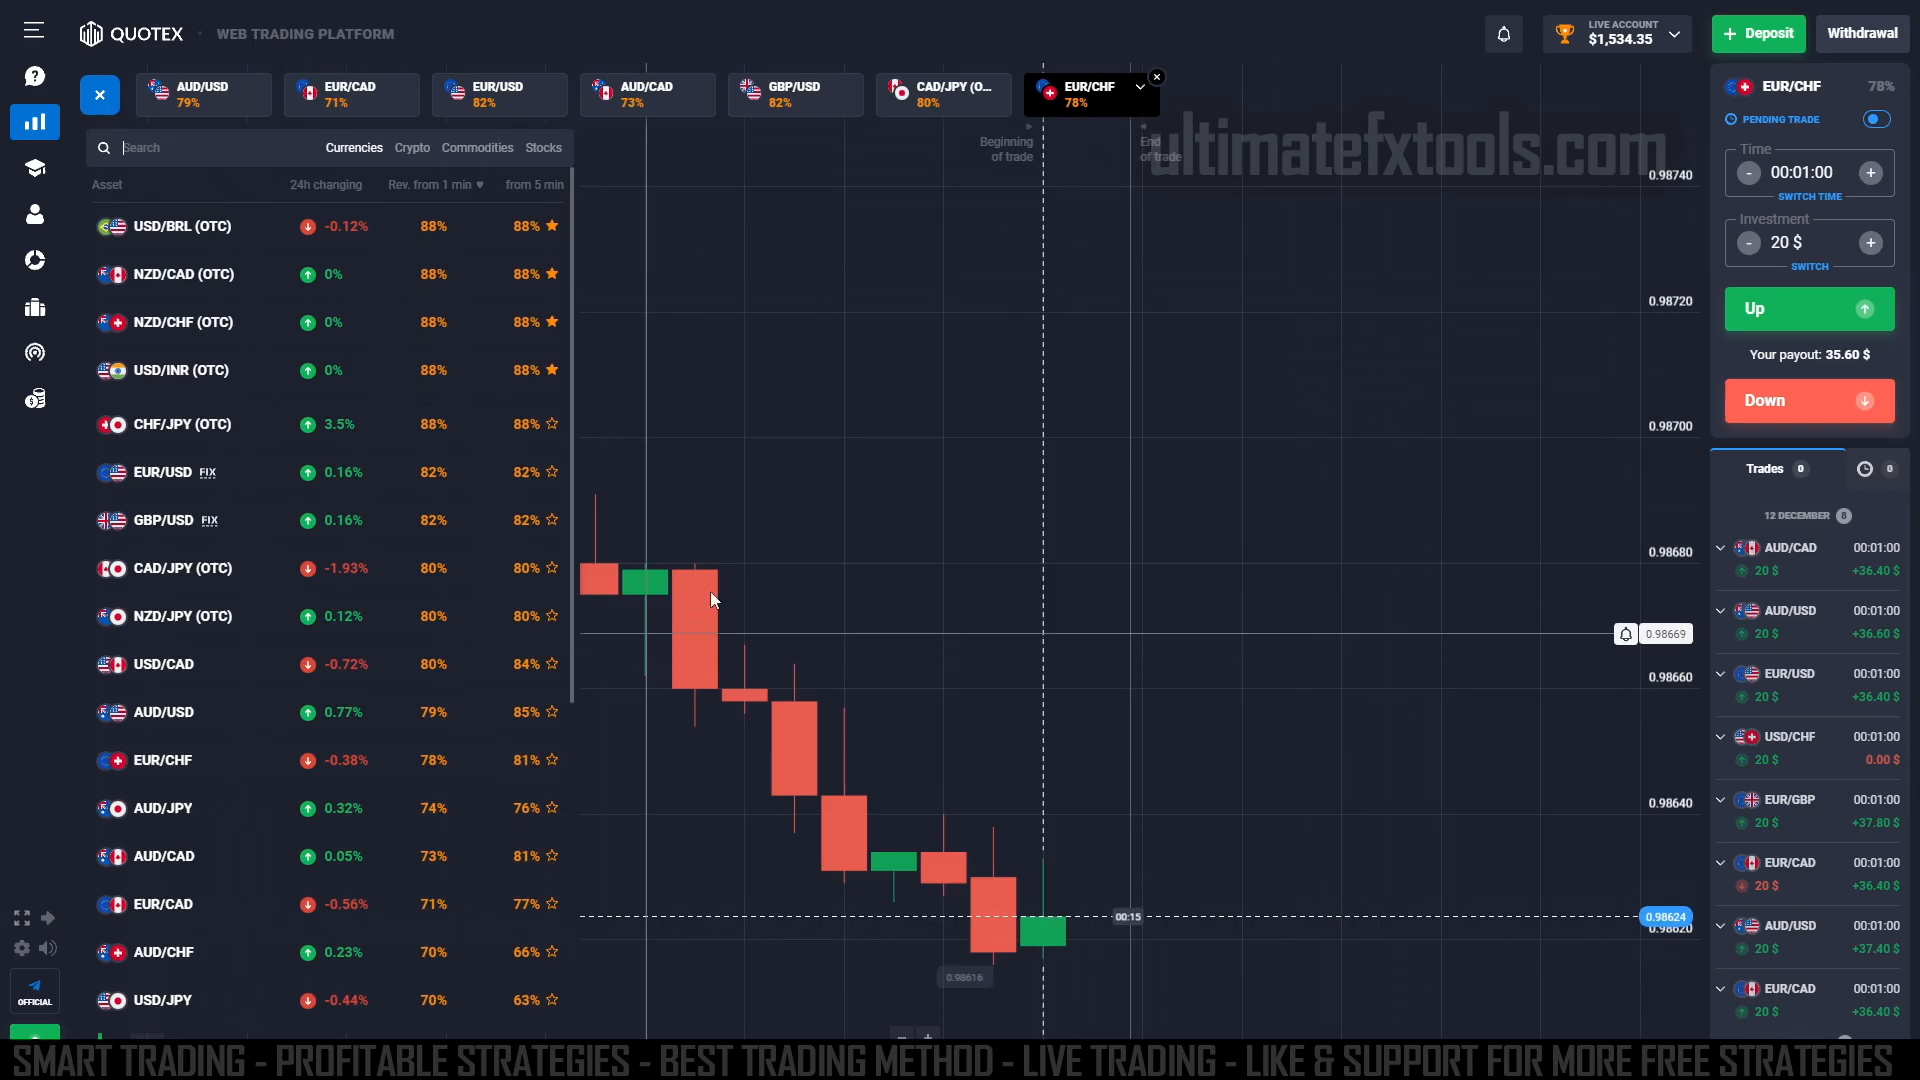 QUOTEX
WEB TRADING PLATFORM
LIVE ACCOUNT
$1,534.35
Deposit
Withdrawal
AUD/USD
79%
EUR/CAD
71%
EUR/USD
82%
AUD/CAD
73%
GBP/USD
82%
CAD/JPY (O...
80%
EUR/CHF
78%
ultimatefxtools.com
Search
Currencies Crypto Commodities Stocks
Asset 24h changing Rev. from 1 min from 5 min
USD/BRL (OTC) -0.12% 88% 88%
NZD/CAD (OTC) 0% 88% 88%
NZD/CHF (OTC) 0% 88% 88%
USD/INR (OTC) 0% 88% 88%
CHF/JPY (OTC) 3.5% 88% 88%
EUR/USD FIX 0.16% 82% 82%
GBP/USD FIX 0.16% 82% 82%
CAD/JPY (OTC) -1.93% 80% 80%
NZD/JPY (OTC) 0.12% 80% 80%
USD/CAD -0.72% 80% 84%
AUD/USD 0.77% 79% 85%
EUR/CHF -0.38% 78% 81%
AUD/JPY 0.32% 74% 76%
AUD/CAD 0.05% 73% 81%
EUR/CAD -0.56% 71% 77%
AUD/CHF 0.23% 70% 66%
USD/JPY -0.44% 70% 63%
OFFICIAL
Beginning
of trade
End
of trade
0.98740
0.98720
0.98700
0.98680
0.98669
0.98660
0.98640
00:15
0.98624
0.98620
0.98616
EUR/CHF 78%
PENDING TRADE
Time
- 00:01:00 +
SWITCH TIME
Investment
- 20 $ +
SWITCH
Up
Your payout: 35.60 $
Down
Trades 0
0
12 DECEMBER 8
AUD/CAD 00:01:00
20 $ +36.40 $
AUD/USD 00:01:00
20 $ +36.60 $
EUR/USD 00:01:00
20 $ +36.40 $
USD/CHF 00:01:00
20 $ 0.00 $
EUR/GBP 00:01:00
20 $ +37.80 $
EUR/CAD 00:01:00
20 $ +36.40 $
AUD/USD 00:01:00
20 $ +37.40 $
EUR/CAD 00:01:00
20 $ +36.40 $
SMART TRADING - PROFITABLE STRATEGIES - BEST TRADING METHOD - LIVE TRADING - LIKE & SUPPORT FOR MORE FREE STRATEGIES